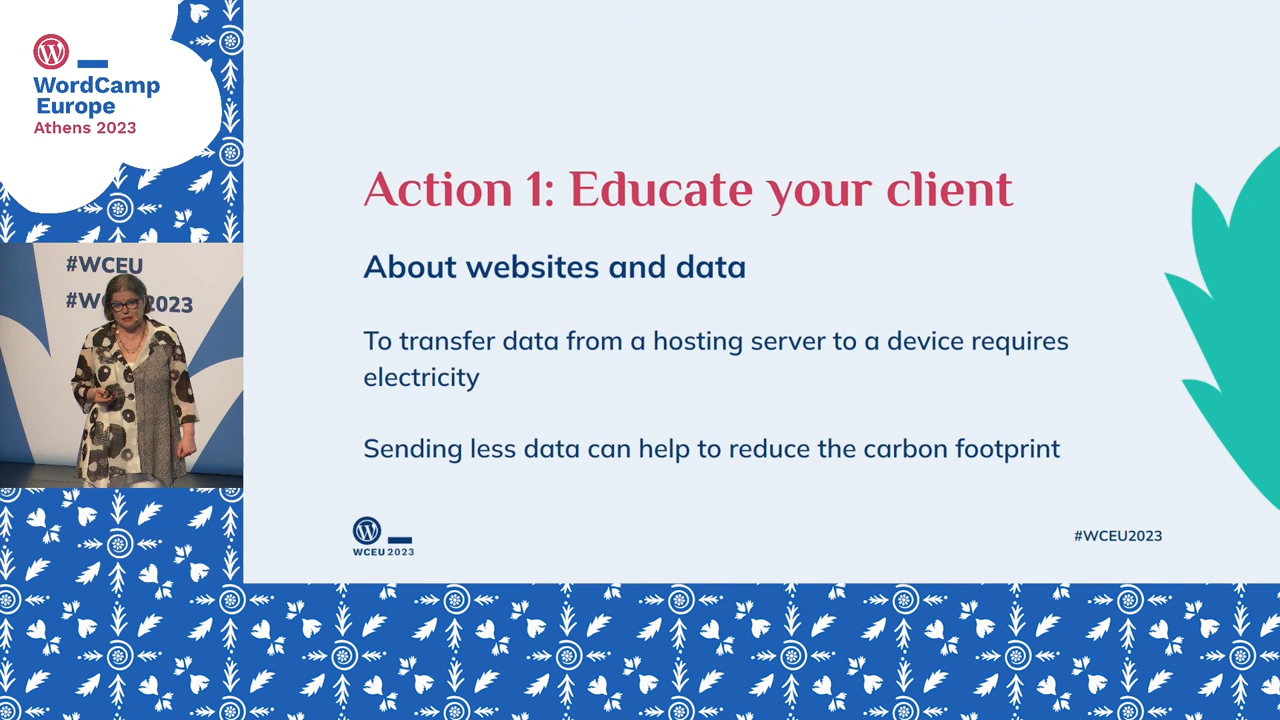 WordCamp
Europe
Athens 2023
#WCEU
#WCEU2023
Action 1: Educate your client
About websites and data
To transfer data from a hosting server to a device requires
electricity
Sending less data can help to reduce the carbon footprint
WCEU 2023
#WCEU2023